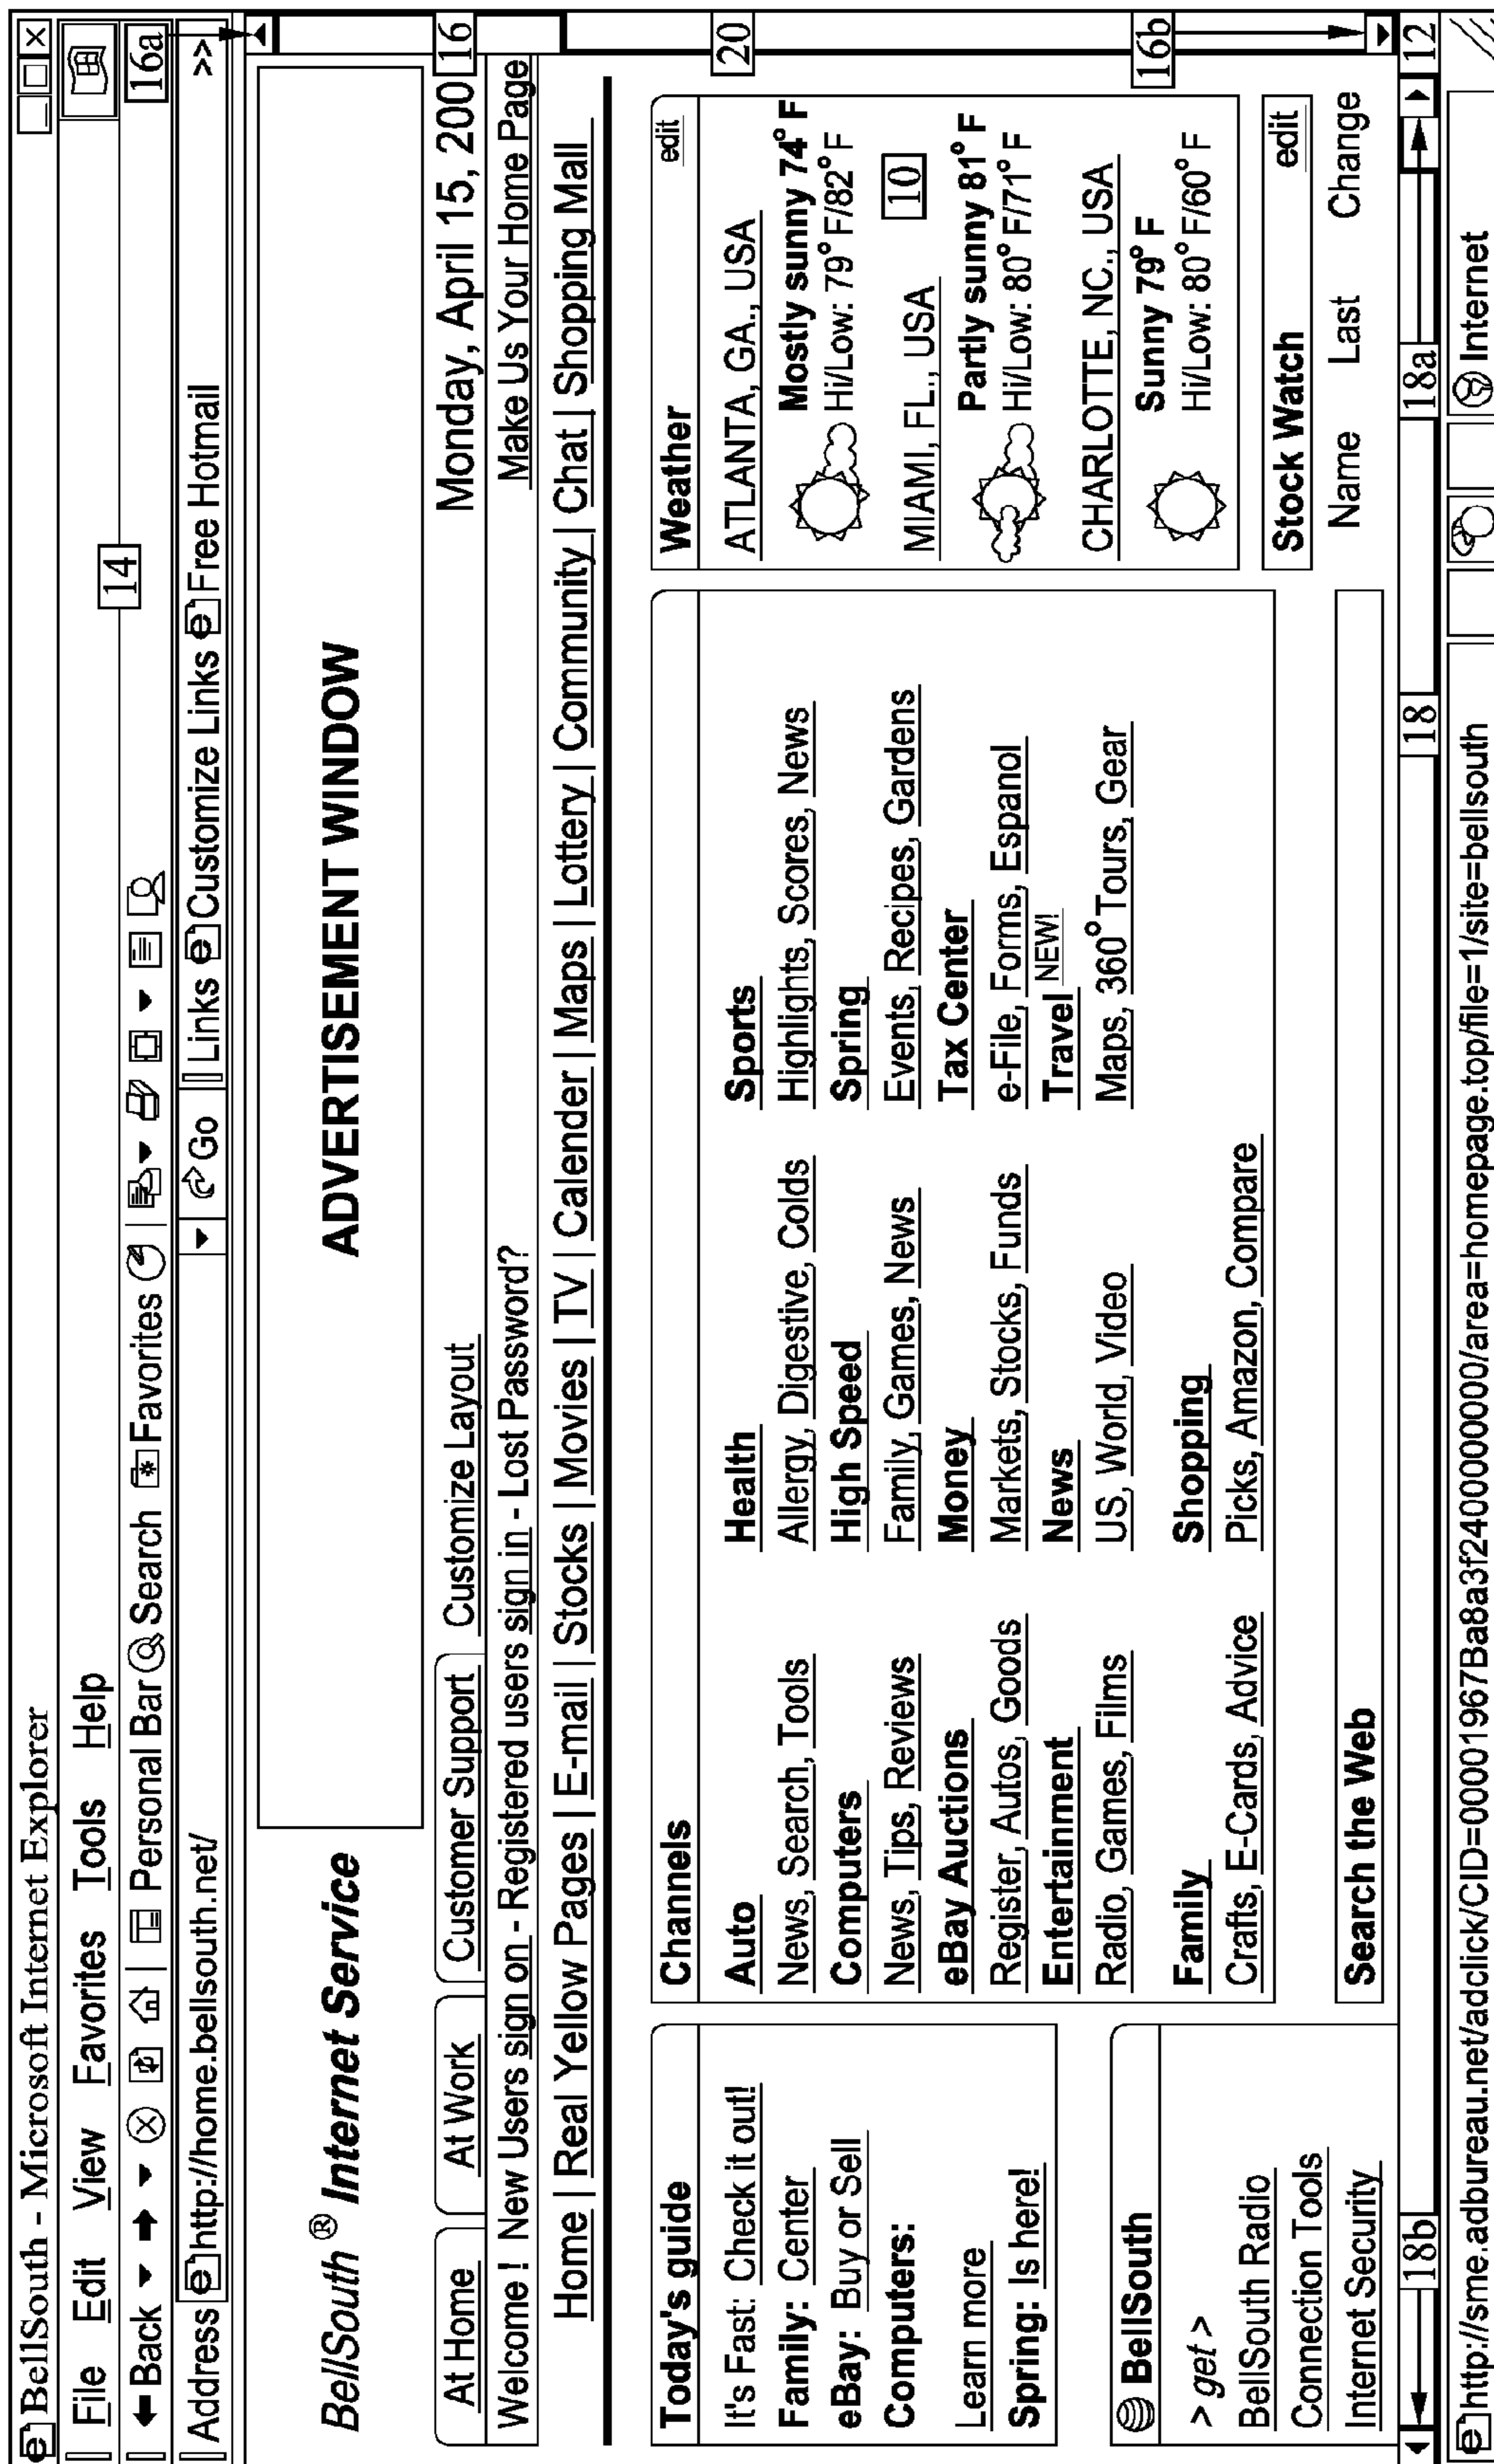 BellSouth - Microsoft Internet Explorer
File Edit View Favorites Tools Help
14
Back Personal Bar Search Favorites
16a
Address http://home.bellsouth.net/ Go Links Customize Links Free Hotmail >>
BellSouth® Internet Service
ADVERTISEMENT WINDOW
At Home At Work Customer Support Customize Layout Monday, April 15, 200
16
Welcome ! New Users sign on - Registered users sign in - Lost Password? Make Us Your Home Page
Home | Real Yellow Pages | E-mail | Stocks | Movies | TV | Calender | Maps | Lottery | Community | Chat | Shopping Mall
20
Today's guide
It's Fast: Check it out!
Family: Center
eBay: Buy or Sell
Computers:
Learn more
Spring: Is here!
BellSouth
> get >
BellSouth Radio
Connection Tools
Internet Security
Channels
Auto
News, Search, Tools
Computers
News, Tips, Reviews
eBay Auctions
Register, Autos, Goods
Entertainment
Radio, Games, Films
Family
Crafts, E-Cards, Advice
Health
Allergy, Digestive, Colds
High Speed
Family, Games, News
Money
Markets, Stocks, Funds
News
US, World, Video
Shopping
Picks, Amazon, Compare
Sports
Highlights, Scores, News
Spring
Events, Recipes, Gardens
Tax Center
e-File, Forms, Espanol
Travel NEW!
Maps, 360° Tours, Gear
Search the Web
Weather edit
ATLANTA, GA., USA
Mostly sunny 74° F
Hi/Low: 79° F/82° F
10
MIAMI, FL., USA
Partly sunny 81° F
Hi/Low: 80° F/71° F
CHARLOTTE, NC., USA
Sunny 79° F
Hi/Low: 80° F/60° F
16b
Stock Watch edit
Name Last Change
18b 18 18a 12
http://sme.adbureau.net/adclick/CID=00001967Ba8a3f2400000000/area=homepage.top/file=1/site=bellsouth Internet